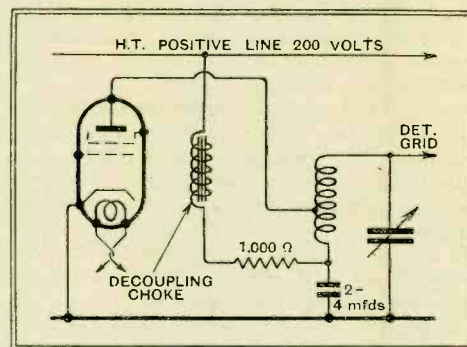 H.T. POSITIVE LINE 200 VOLTS
DET.
GRID
1,000 Ω
DECOUPLING
CHOKE
2-
4 mfds